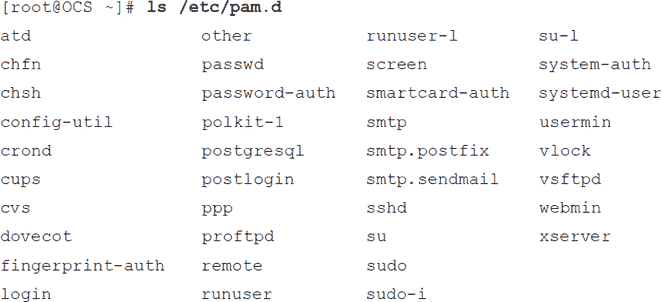 [root@OCS ~]# ls /etc/pam.d
atd other runuser-l su-l
chfn passwd screen system-auth
chsh password-auth smartcard-auth systemd-user
config-util polkit-1 smtp usermin
crond postgresql smtp.postfix vlock
cups postlogin smtp.sendmail vsftpd
cvs ppp sshd webmin
dovecot proftpd su xserver
fingerprint-auth remote sudo
login runuser sudo-i